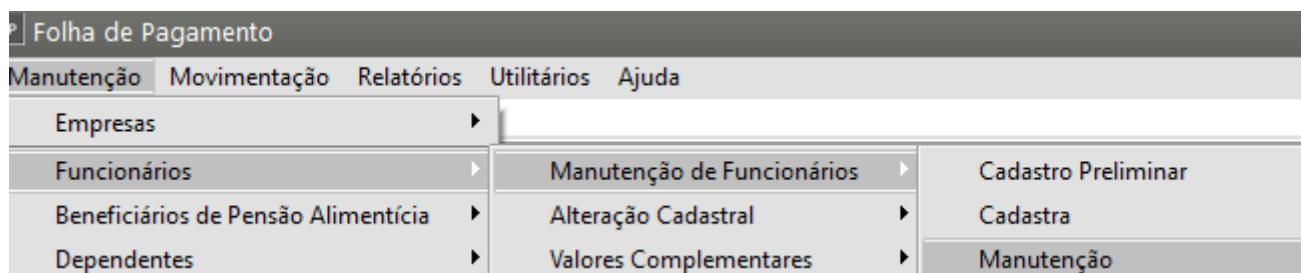 Folha de Pagamento
Manutenção Movimentação Relatórios Utilitários Ajuda
Empresas
Funcionários Manutenção de Funcionários Cadastro Preliminar
Beneficiários de Pensão Alimentícia Alteração Cadastral Cadastra
Dependentes Valores Complementares Manutenção